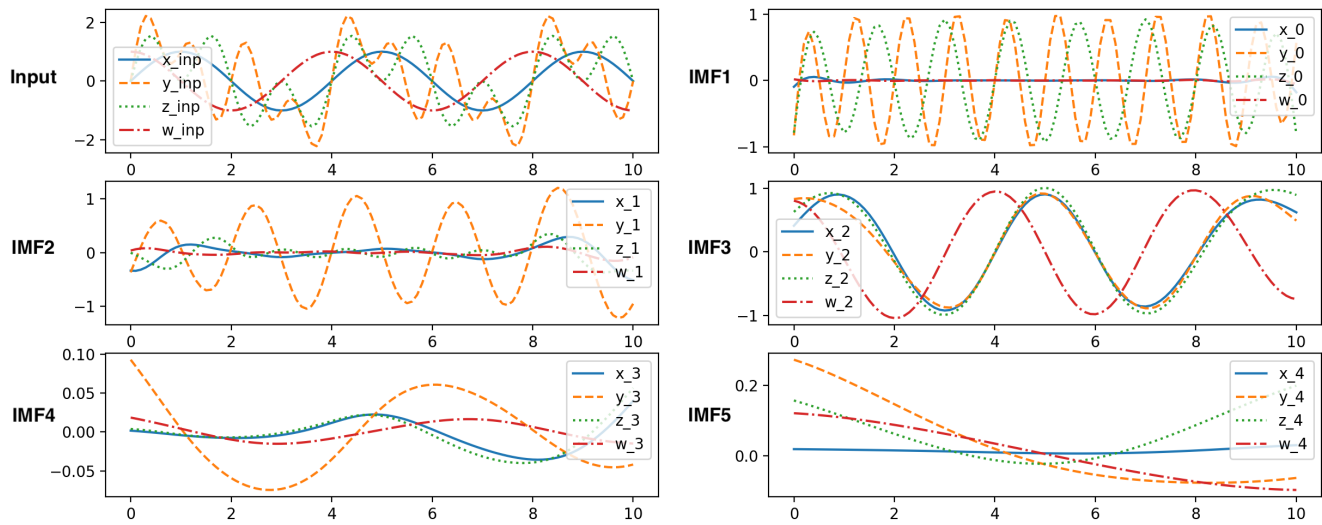 Input
2
0
−2
x_inp
y_inp
z_inp
w_inp
0 2 4 6 8 10
IMF1
1
0
−1
x_0
y_0
z_0
w_0
0 2 4 6 8 10
IMF2
1
0
−1
x_1
y_1
z_1
w_1
0 2 4 6 8 10
IMF3
1
0
−1
x_2
y_2
z_2
w_2
0 2 4 6 8 10
IMF4
0.10
0.05
0.00
−0.05
x_3
y_3
z_3
w_3
0 2 4 6 8 10
IMF5
0.2
0.0
x_4
y_4
z_4
w_4
0 2 4 6 8 10